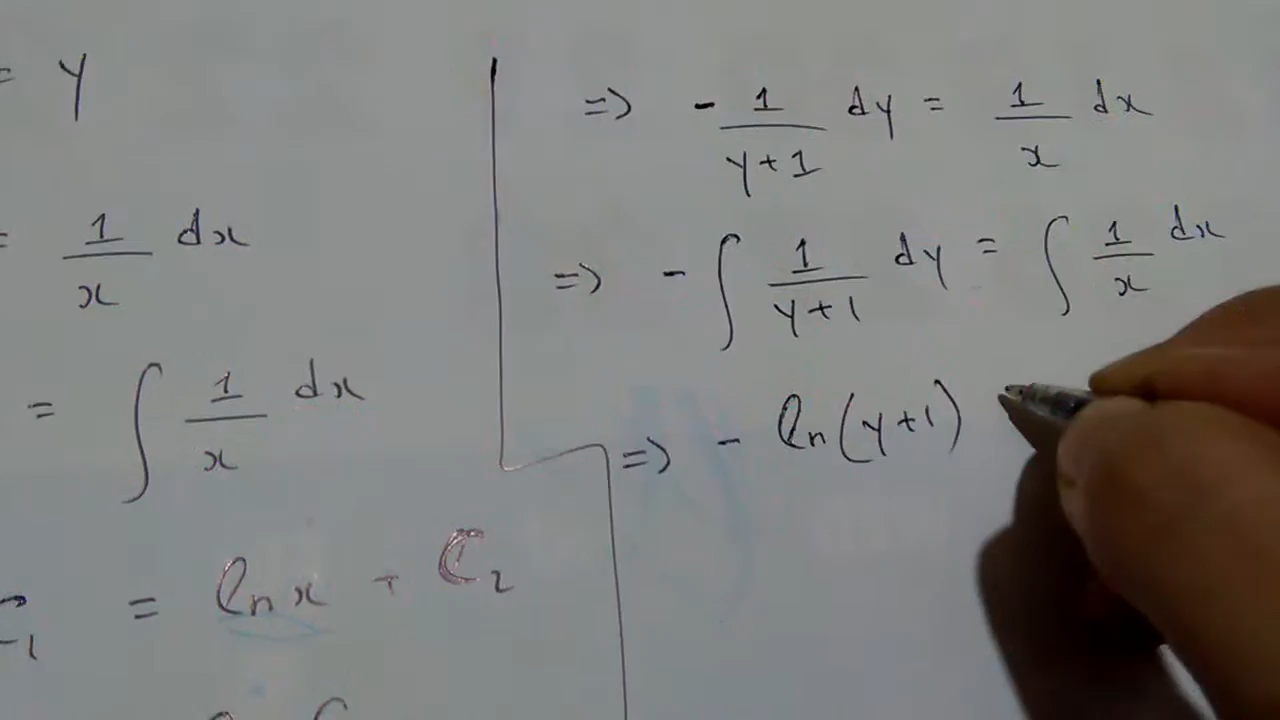 = y
= 1/x dx
= ∫ 1/x dx
= ln x + C₂
=> - 1/(y+1) dy = 1/x dx
=> - ∫ 1/(y+1) dy = ∫ 1/x dx
=> - ln(y+1)